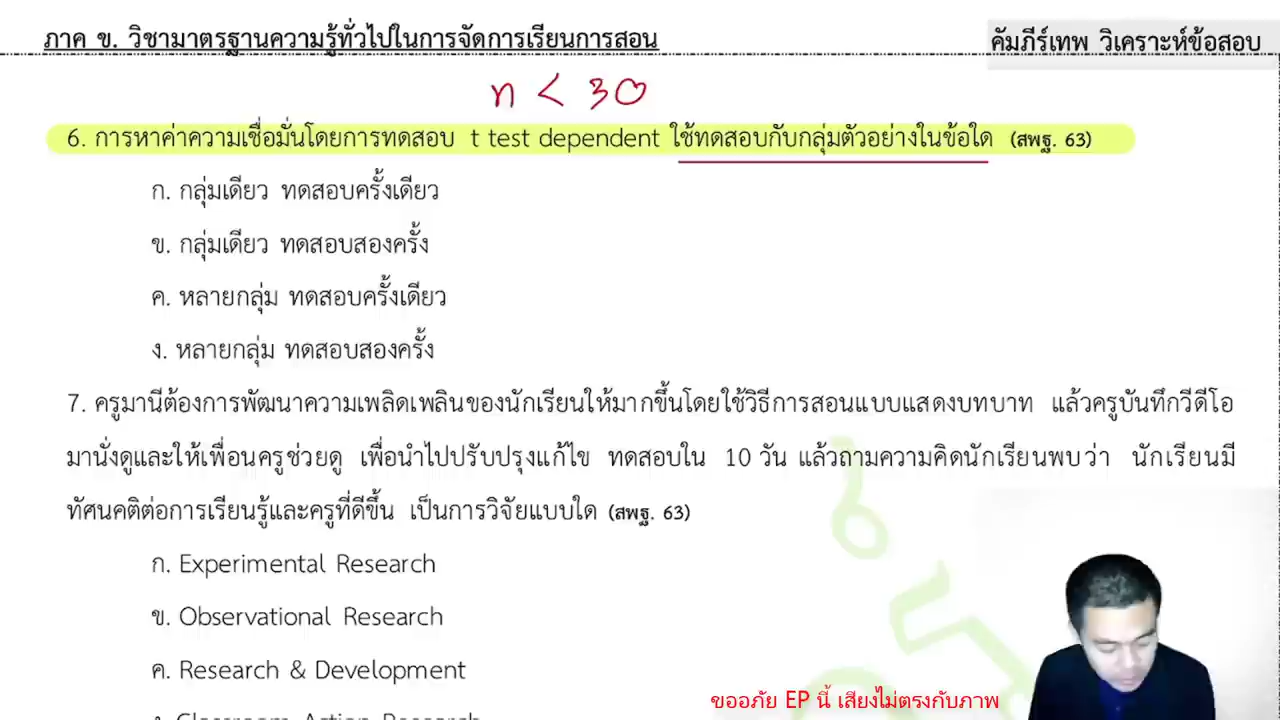 ภาค ข. วิชามาตรฐานความรู้ทั่วไปในการจัดการเรียนการสอน
คัมภีร์เทพ วิเคราะห์ข้อสอบ
n < 30
6. การหาค่าความเชื่อมั่นโดยการทดสอบ t test dependent ใช้ทดสอบกับกลุ่มตัวอย่างในข้อใด (สพฐ. 63)
ก. กลุ่มเดียว ทดสอบครั้งเดียว
ข. กลุ่มเดียว ทดสอบสองครั้ง
ค. หลายกลุ่ม ทดสอบครั้งเดียว
ง. หลายกลุ่ม ทดสอบสองครั้ง
7. ครูมานีต้องการพัฒนาความเพลิดเพลินของนักเรียนให้มากขึ้นโดยใช้วิธีการสอนแบบแสดงบทบาท แล้วครูบันทึกวีดีโอ
มานั่งดูและให้เพื่อนครูช่วยดู เพื่อนำไปปรับปรุงแก้ไข ทดสอบใน 10 วัน แล้วถามความคิดนักเรียนพบว่า นักเรียนมี
ทัศนคติต่อการเรียนรู้และครูที่ดีขึ้น เป็นการวิจัยแบบใด (สพฐ. 63)
ก. Experimental Research
ข. Observational Research
ค. Research & Development
ง. Classroom Action Research
ขออภัย EP นี้ เสียงไม่ตรงกับภาพ